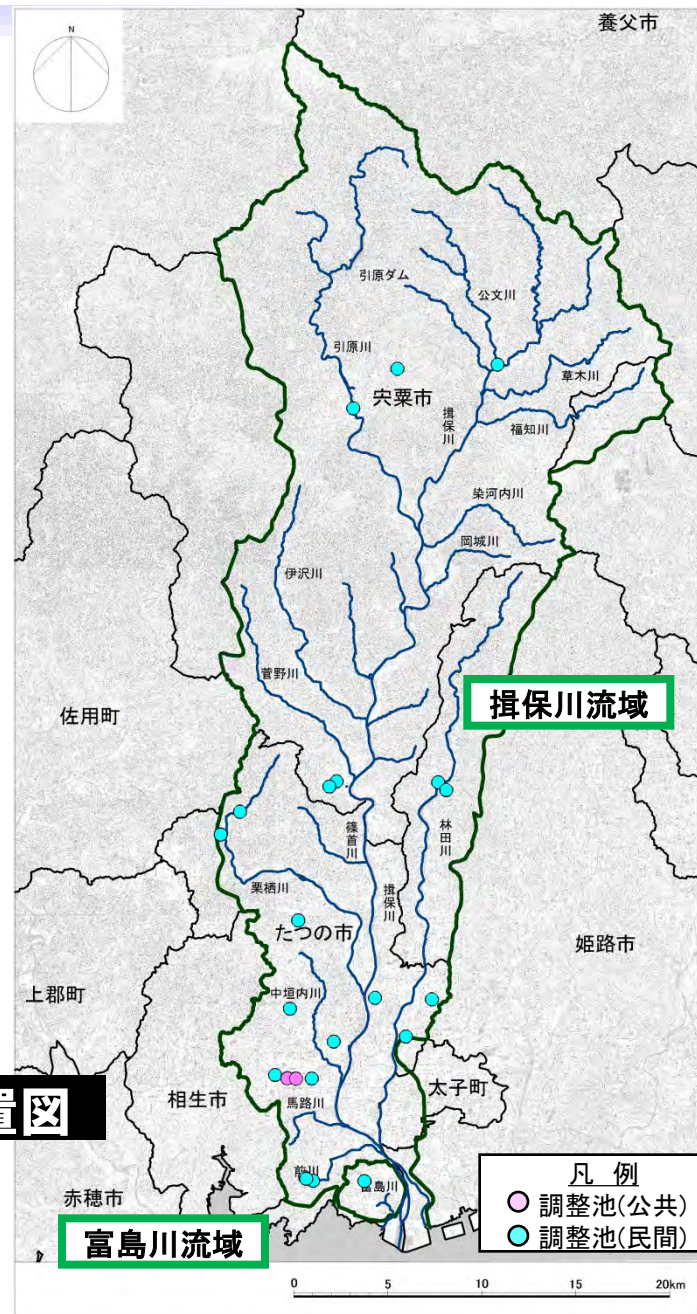 N
養父市
引原ダム
公文川
引原川
草木川
宍粟市
揖保川
福知川
染河内川
岡城川
伊沢川
菅野川
揖保川流域
佐用町
篠首川
林田川
栗栖川
揖保川
たつの市
姫路市
上郡町
中垣内川
太子町
相生市
馬路川
置図
前川
富島川
赤穂市
富島川流域
凡 例
調整池(公共)
調整池(民間)
0 5 10 15 20km